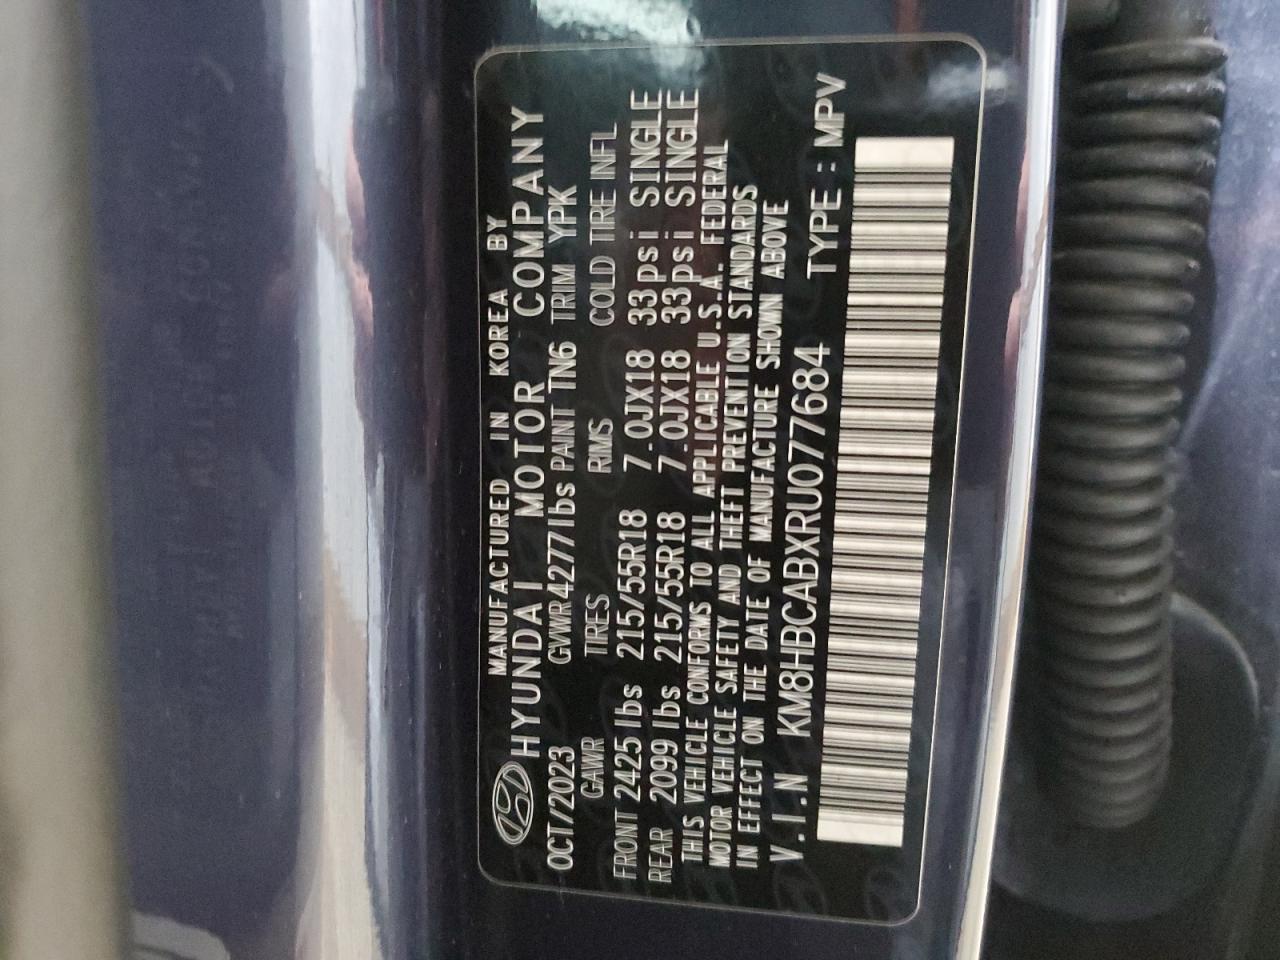 MANUFACTURED IN KOREA BY
HYUNDAI MOTOR COMPANY
OCT/2023 GVWR 4277lbs PAINT TN6 TRIM YPK
GAWR TIRES RIMS COLD TIRE INFL
FRONT 2425 lbs 215/55R18 7.0JX18 33psi SINGLE
REAR 2099 lbs 215/55R18 7.0JX18 33psi SINGLE
THIS VEHICLE CONFORMS TO ALL APPLICABLE U.S.A. FEDERAL
MOTOR VEHICLE SAFETY AND THEFT PREVENTION STANDARDS
IN EFFECT ON THE DATE OF MANUFACTURE SHOWN ABOVE
V.I.N KM8HBCABXRU077684 TYPE : MPV